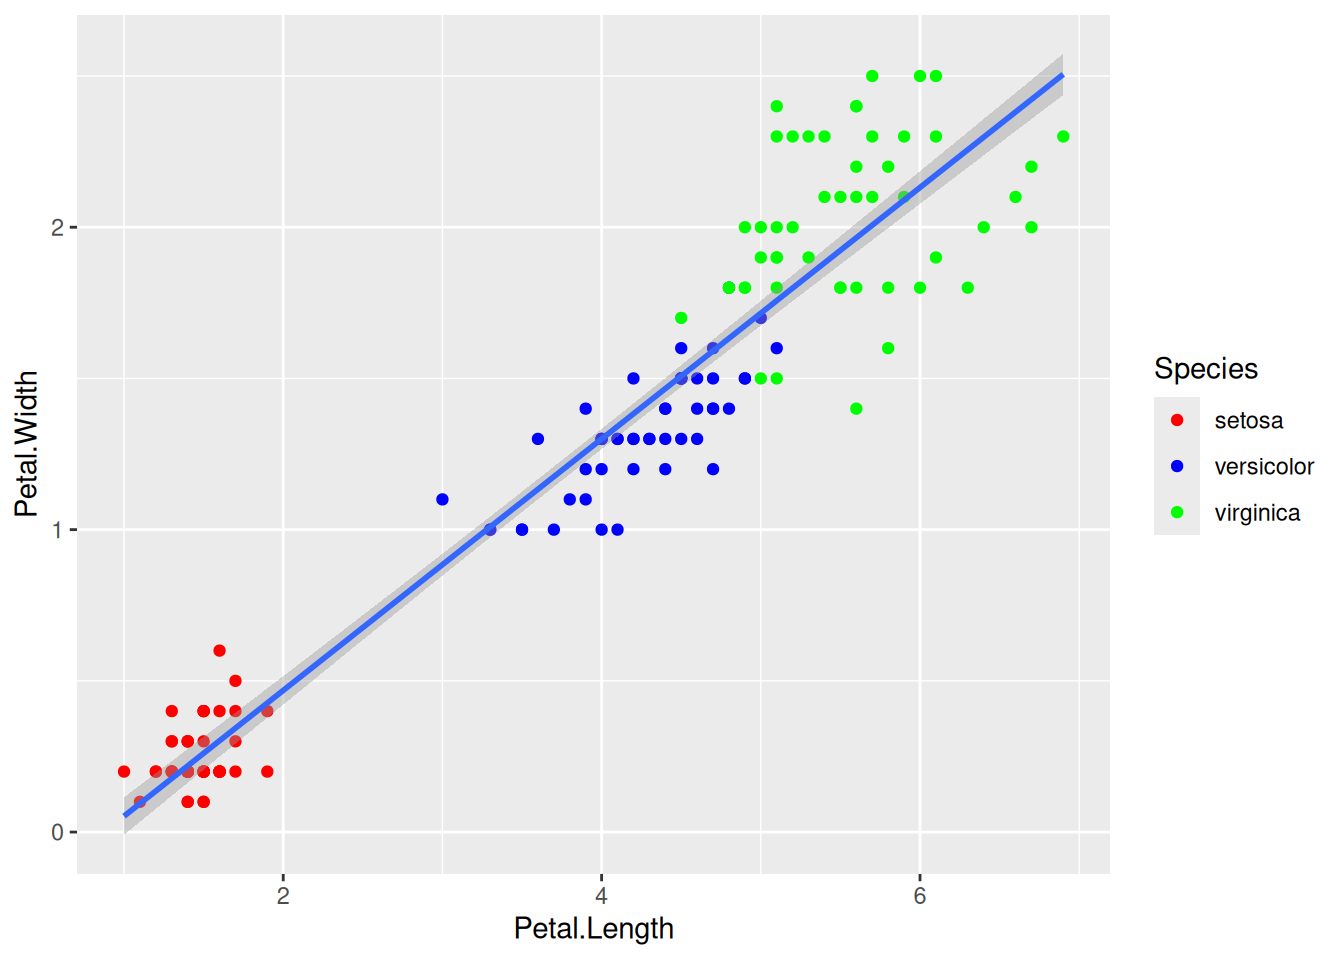 2
1
0
2 4 6
Petal.Width
Petal.Length
Species
setosa
versicolor
virginica